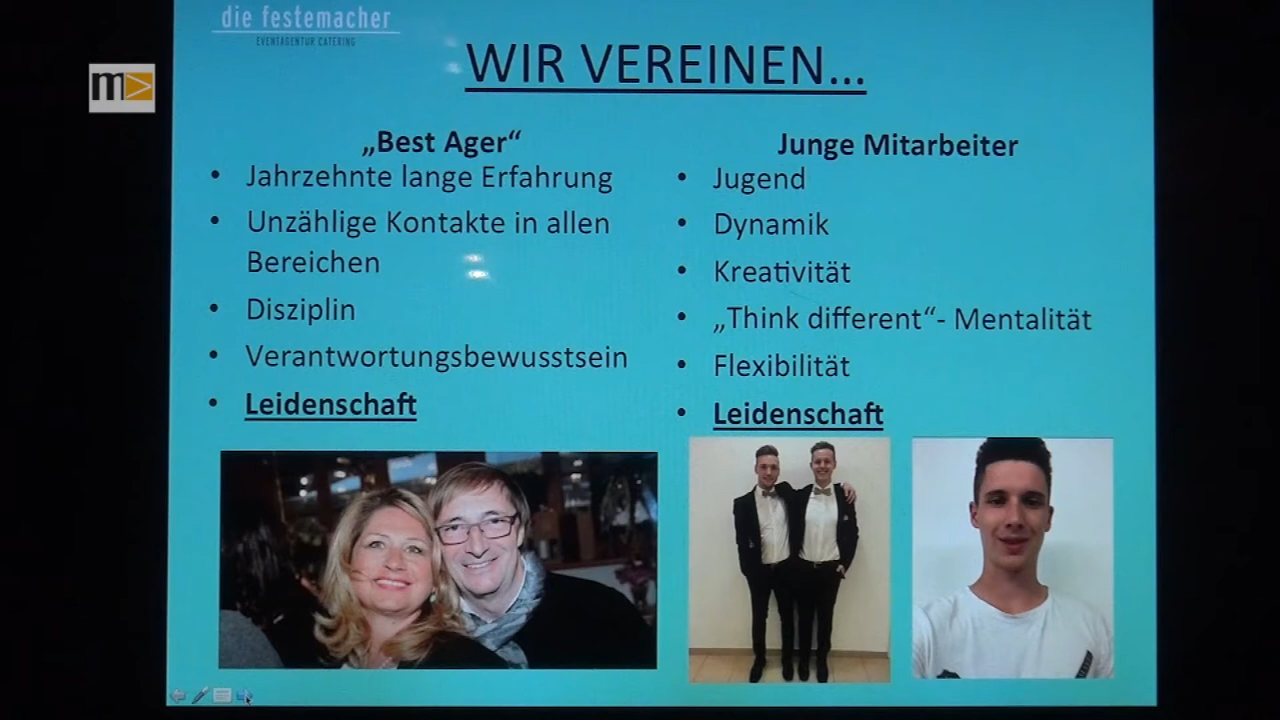 die festemacher
EVENTAGENTUR CATERING
m>
WIR VEREINEN...
„Best Ager“
• Jahrzehnte lange Erfahrung
• Unzählige Kontakte in allen
Bereichen
• Disziplin
• Verantwortungsbewusstsein
• Leidenschaft
Junge Mitarbeiter
• Jugend
• Dynamik
• Kreativität
• „Think different“- Mentalität
• Flexibilität
• Leidenschaft